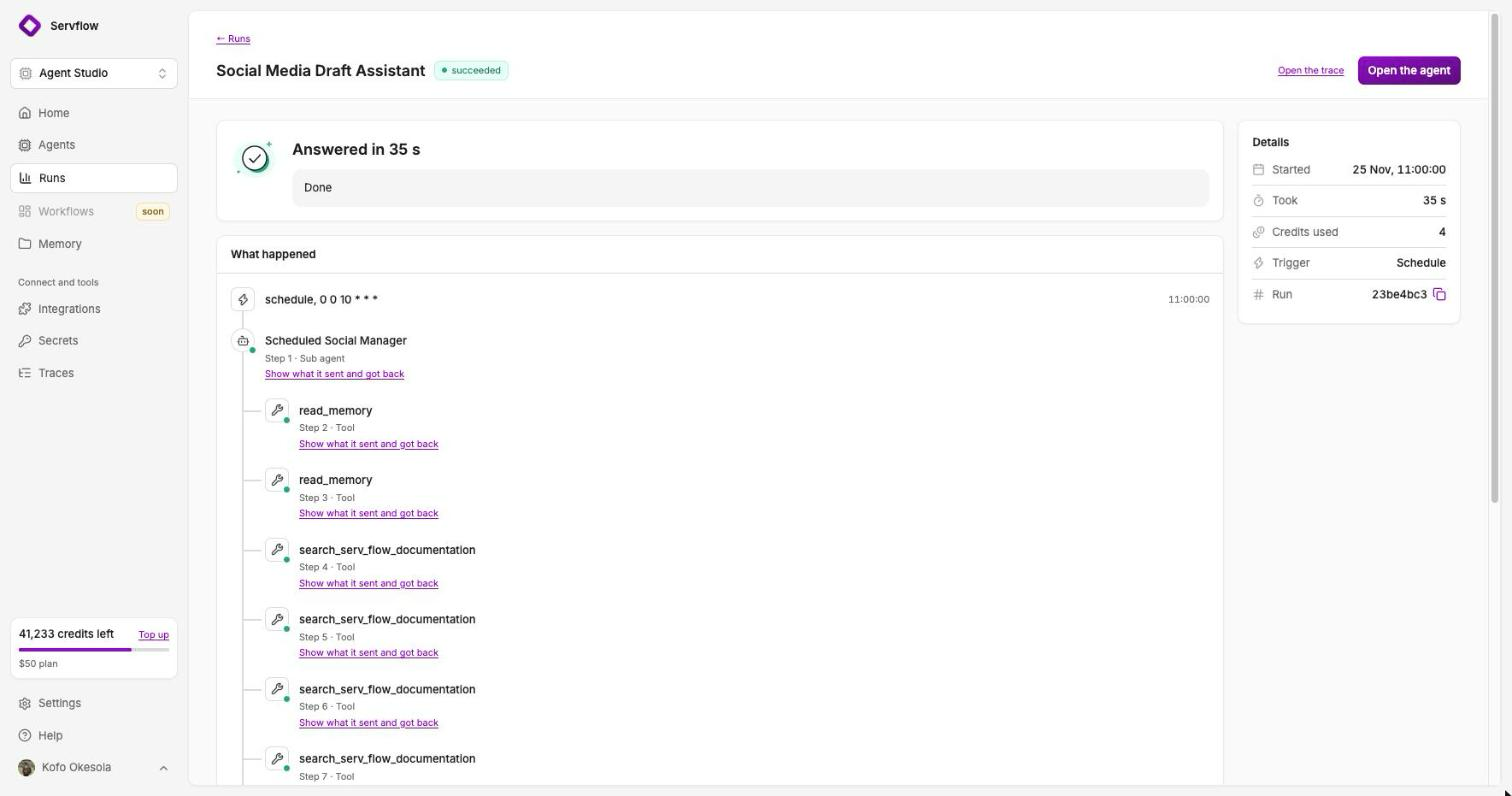 Servflow
Agent Studio
Home
Agents
Runs
Workflows soon
Memory
Connect and tools
Integrations
Secrets
Traces
41,233 credits left Top up
$50 plan
Settings
Help
Kofo Okesola
← Runs
Social Media Draft Assistant succeeded
Open the trace Open the agent
Answered in 35 s
Done
What happened
schedule, 0 0 10 * * * 11:00:00
Scheduled Social Manager
Step 1 · Sub agent
Show what it sent and got back
read_memory
Step 2 · Tool
Show what it sent and got back
read_memory
Step 3 · Tool
Show what it sent and got back
search_serv_flow_documentation
Step 4 · Tool
Show what it sent and got back
search_serv_flow_documentation
Step 5 · Tool
Show what it sent and got back
search_serv_flow_documentation
Step 6 · Tool
Show what it sent and got back
search_serv_flow_documentation
Step 7 · Tool
Details
Started 25 Nov, 11:00:00
Took 35 s
Credits used 4
Trigger Schedule
Run 23be4bc3